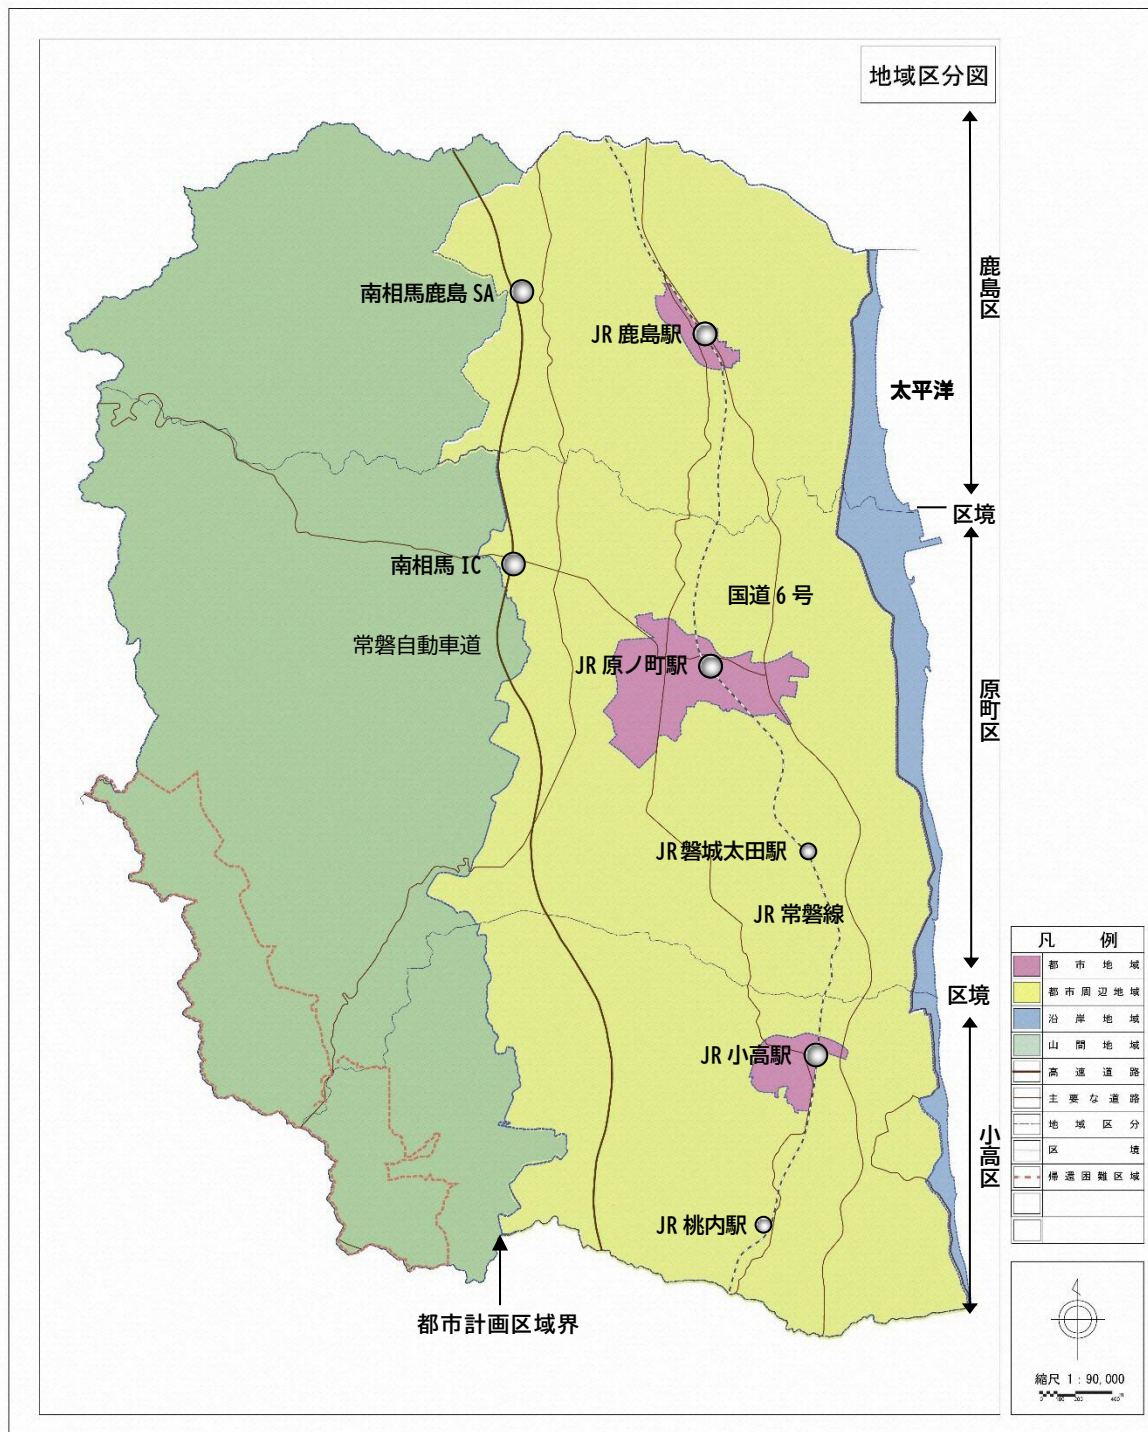 地域区分図
鹿島区
南相馬鹿島 SA
JR 鹿島駅
太平洋
区境
南相馬 IC
国道 6 号
常磐自動車道
JR 原ノ町駅
原町区
JR 磐城太田駅
JR 常磐線
区境
JR 小高駅
小高区
JR 桃内駅
都市計画区域界
凡 例
都市地域
都市周辺地域
沿岸地域
山間地域
高速道路
主要な道路
地域区分
区境
帰還困難区域
縮尺 1 : 90,000